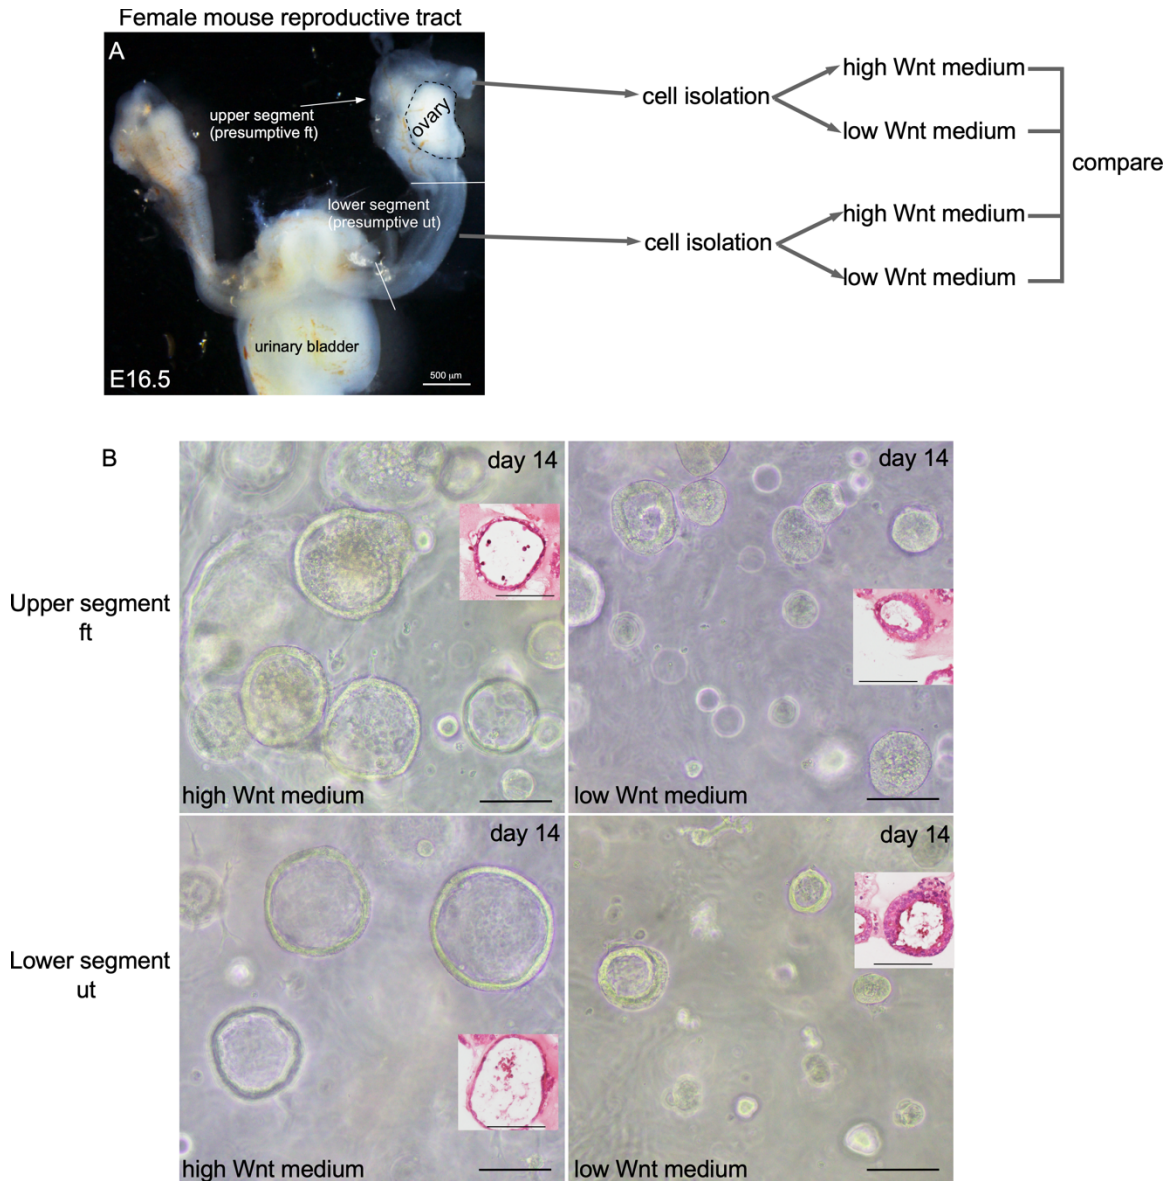 Female mouse reproductive tract
A
upper segment
(presumptive ft)
ovary
lower segment
(presumptive ut)
urinary bladder
E16.5
500 μm
cell isolation
high Wnt medium
low Wnt medium
cell isolation
high Wnt medium
low Wnt medium
compare
B
Upper segment
ft
day 14
high Wnt medium
day 14
low Wnt medium
Lower segment
ut
day 14
high Wnt medium
day 14
low Wnt medium